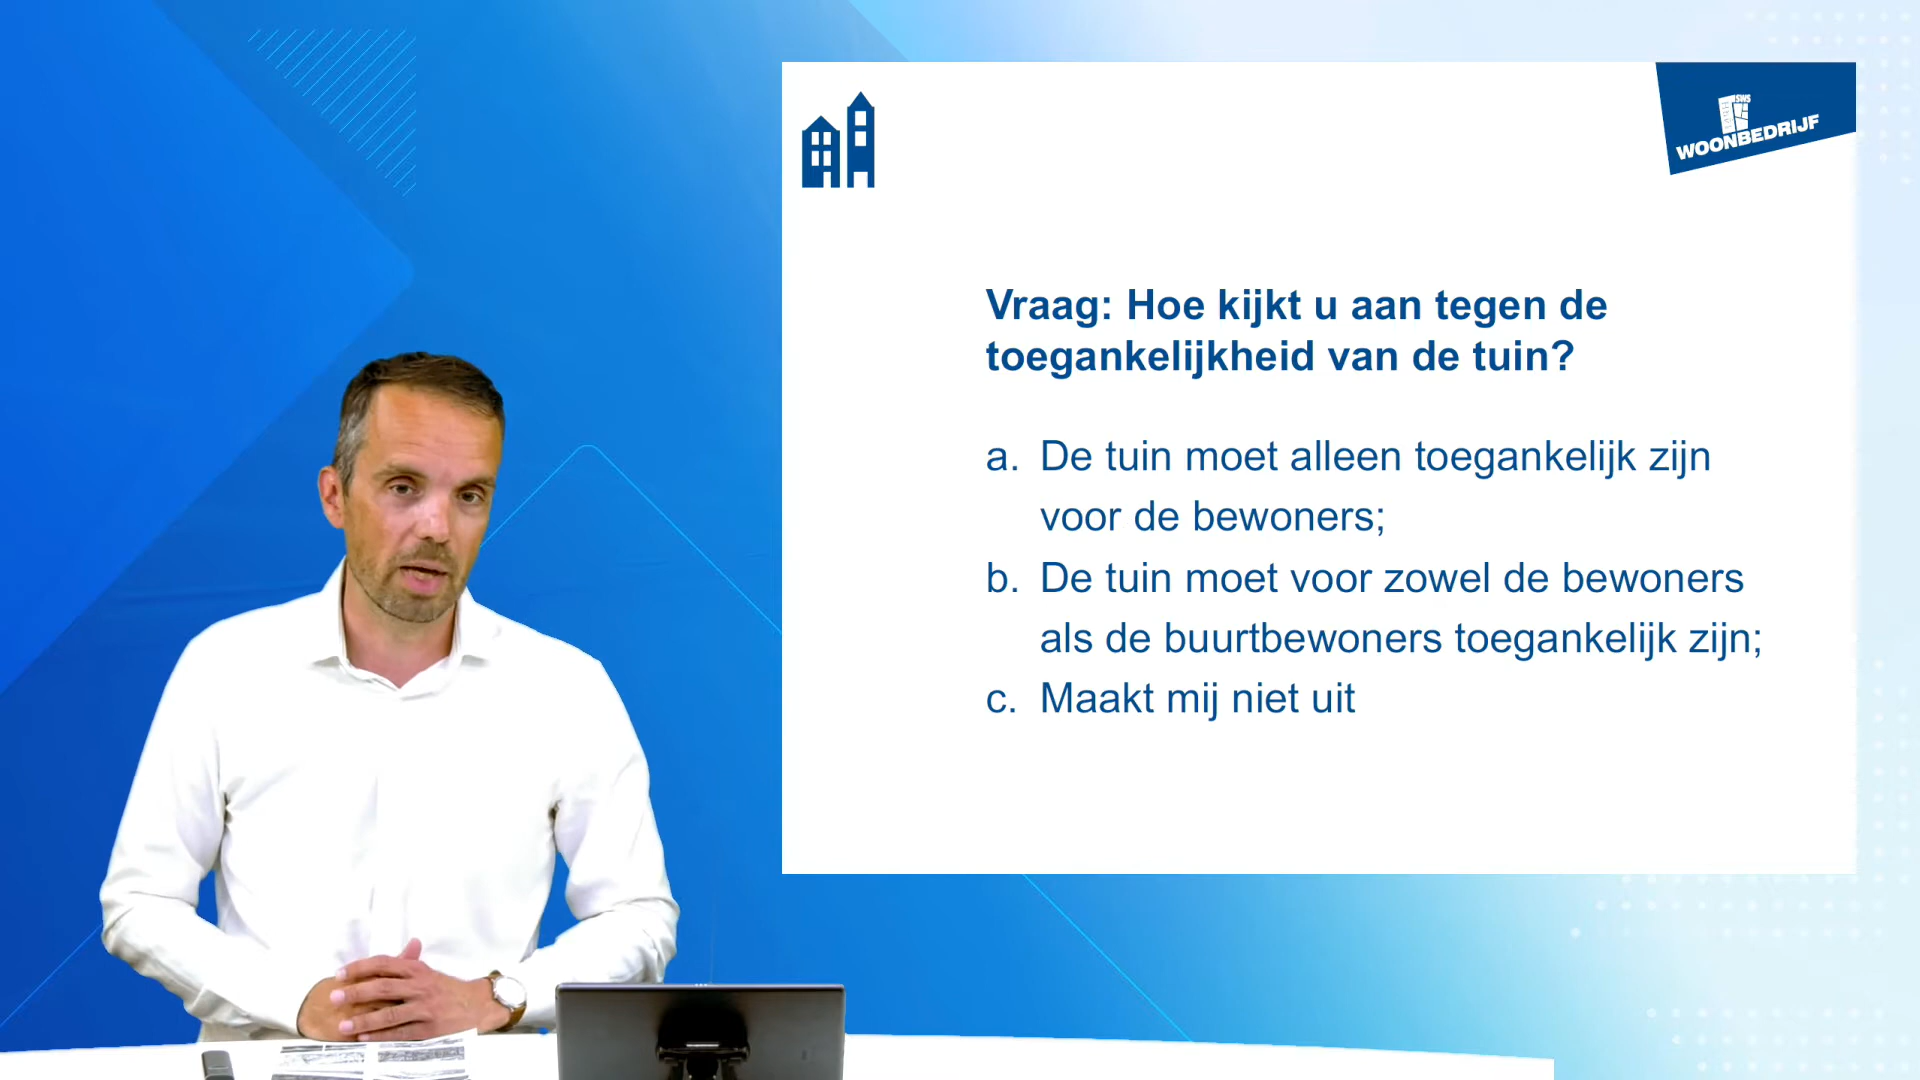 SWS
WOONBEDRIJF
Vraag: Hoe kijkt u aan tegen de
toegankelijkheid van de tuin?
a. De tuin moet alleen toegankelijk zijn
voor de bewoners;
b. De tuin moet voor zowel de bewoners
als de buurtbewoners toegankelijk zijn;
c. Maakt mij niet uit